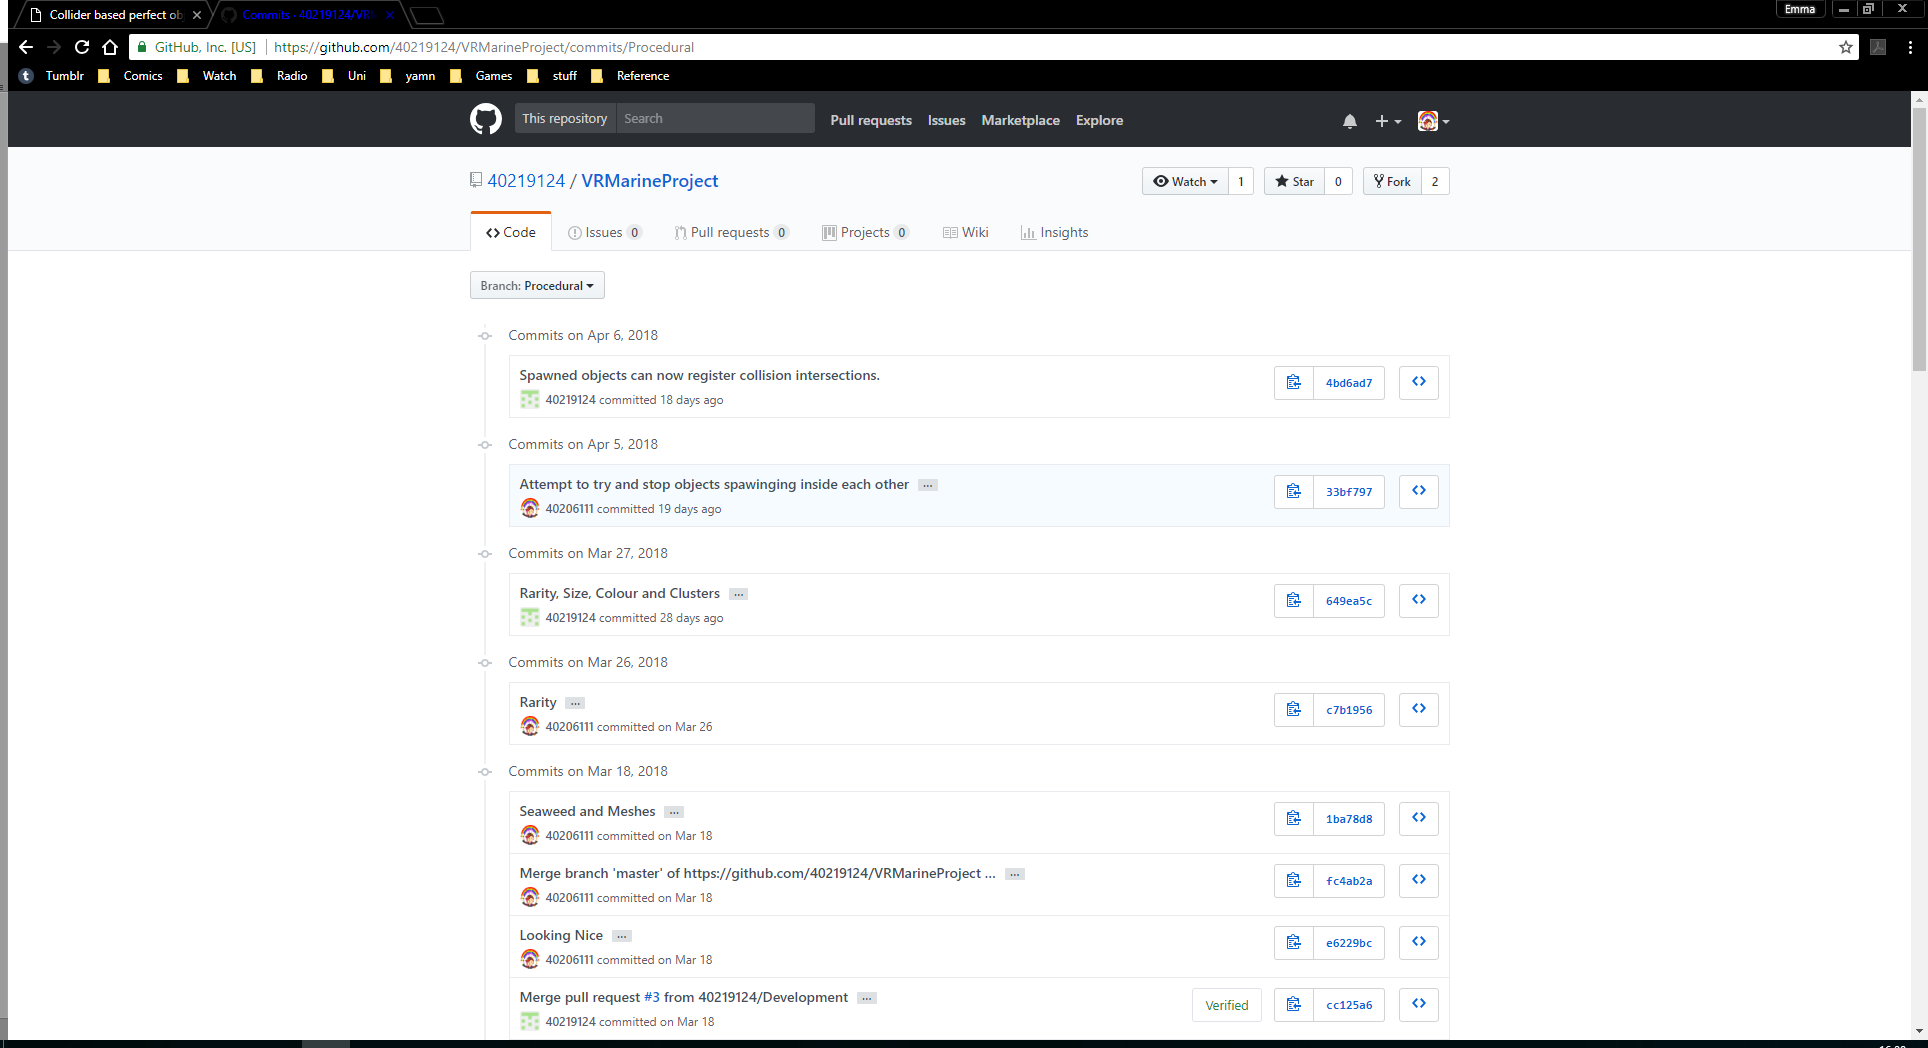 Collider based perfect ob
Commits · 40219124/VR
Emma
GitHub, Inc. [US]
https://github.com/40219124/VRMarineProject/commits/Procedural
Tumblr Comics Watch Radio Uni yamn Games stuff Reference
This repository Search Pull requests Issues Marketplace Explore
40219124 / VRMarineProject
Watch 1 Star 0 Fork 2
Code Issues 0 Pull requests 0 Projects 0 Wiki Insights
Branch: Procedural
Commits on Apr 6, 2018
Spawned objects can now register collision intersections.
40219124 committed 18 days ago
4bd6ad7
Commits on Apr 5, 2018
Attempt to try and stop objects spawinging inside each other ...
40206111 committed 19 days ago
33bf797
Commits on Mar 27, 2018
Rarity, Size, Colour and Clusters ...
40219124 committed 28 days ago
649ea5c
Commits on Mar 26, 2018
Rarity ...
40206111 committed on Mar 26
c7b1956
Commits on Mar 18, 2018
Seaweed and Meshes ...
40206111 committed on Mar 18
1ba78d8
Merge branch 'master' of https://github.com/40219124/VRMarineProject ... ...
40206111 committed on Mar 18
fc4ab2a
Looking Nice ...
40206111 committed on Mar 18
e6229bc
Merge pull request #3 from 40219124/Development ...
40219124 committed on Mar 18
Verified
cc125a6